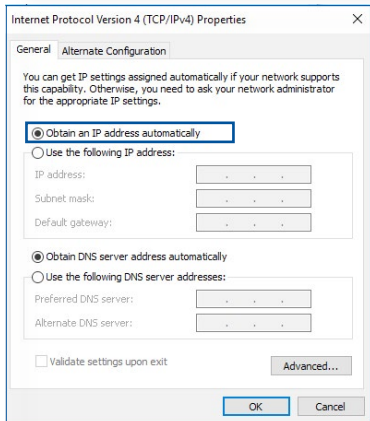 Internet Protocol Version 4 (TCP/IPv4) Properties
General
Alternate Configuration
You can get IP settings assigned automatically if your network supports
this capability. Otherwise, you need to ask your network administrator
for the appropriate IP settings.
Obtain an IP address automatically
Use the following IP address:
IP address:
Subnet mask:
Default gateway:
Obtain DNS server address automatically
Use the following DNS server addresses:
Preferred DNS server:
Alternate DNS server:
Validate settings upon exit
Advanced...
OK
Cancel